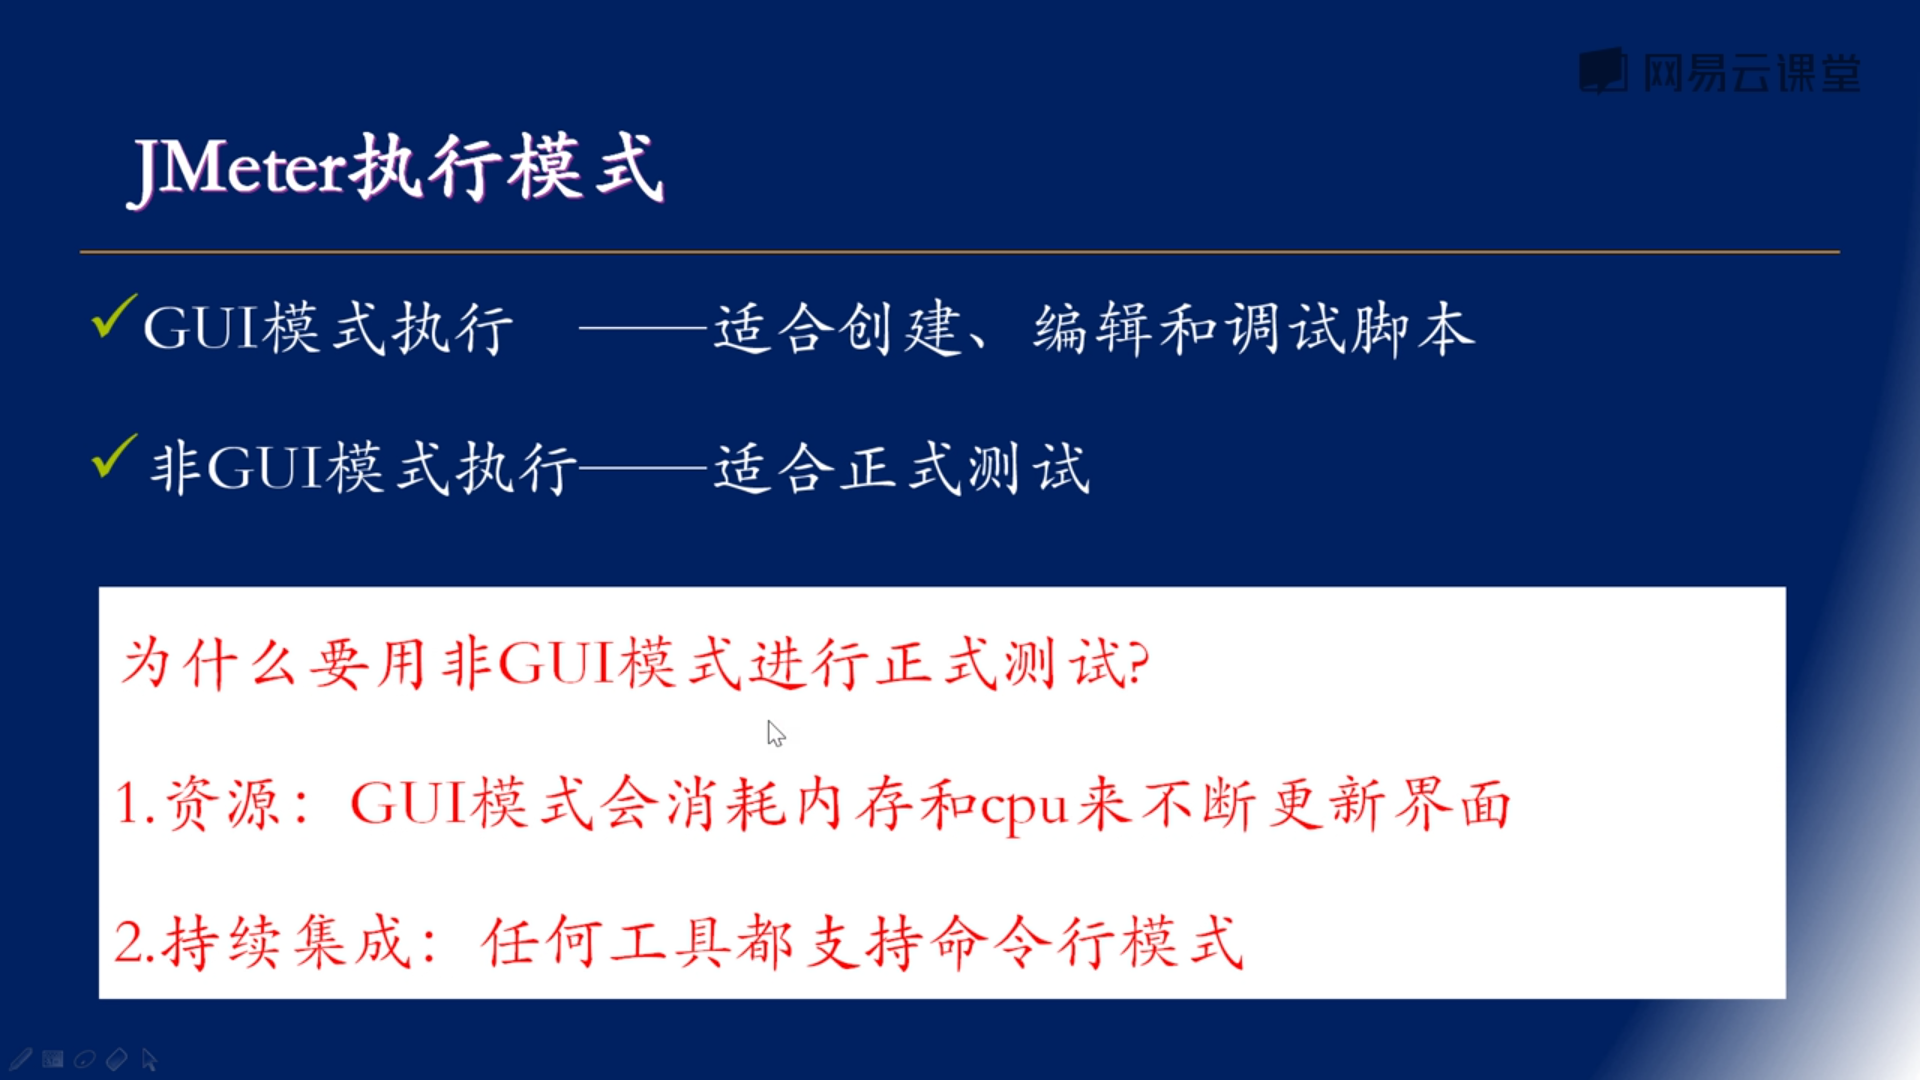 网易云课堂
JMeter执行模式
GUI模式执行 ——适合创建、编辑和调试脚本
非GUI模式执行——适合正式测试
为什么要用非GUI模式进行正式测试?
1.资源：GUI模式会消耗内存和cpu来不断更新界面
2.持续集成：任何工具都支持命令行模式